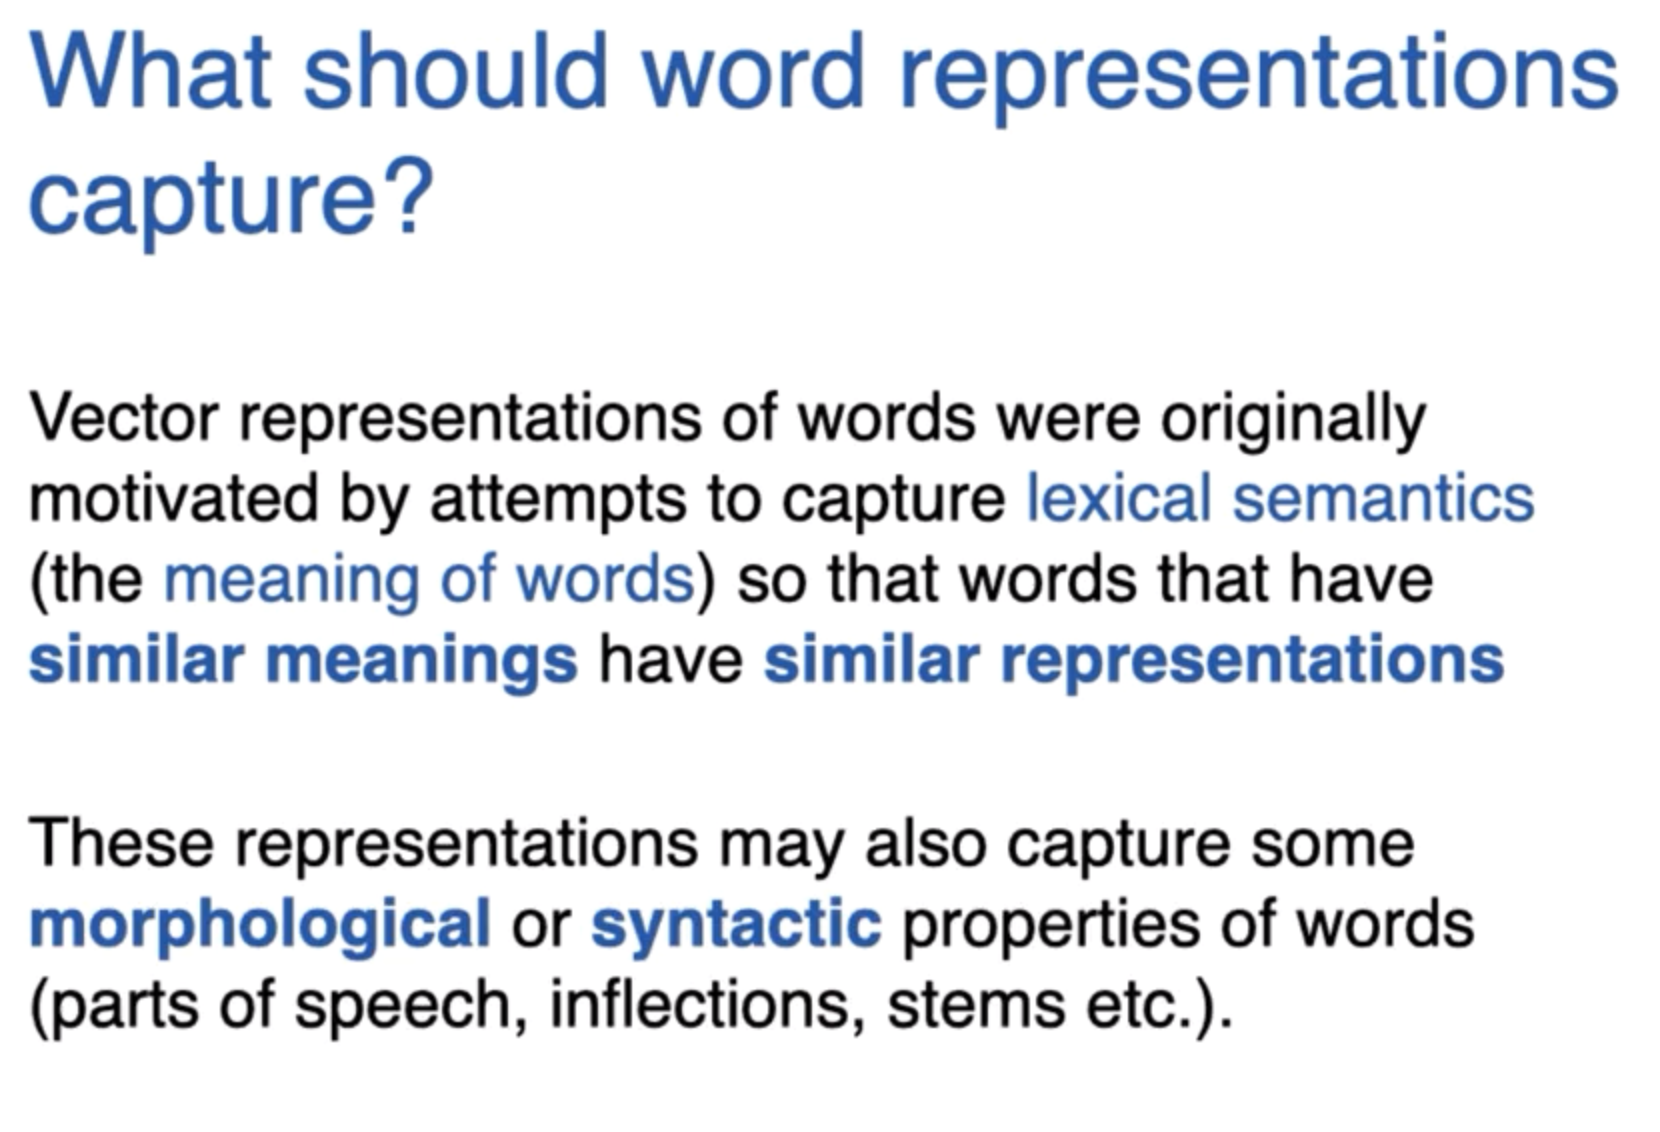 What should word representations
capture?
Vector representations of words were originally
motivated by attempts to capture lexical semantics
(the meaning of words) so that words that have
similar meanings have similar representations
These representations may also capture some
morphological or syntactic properties of words
(parts of speech, inflections, stems etc.).